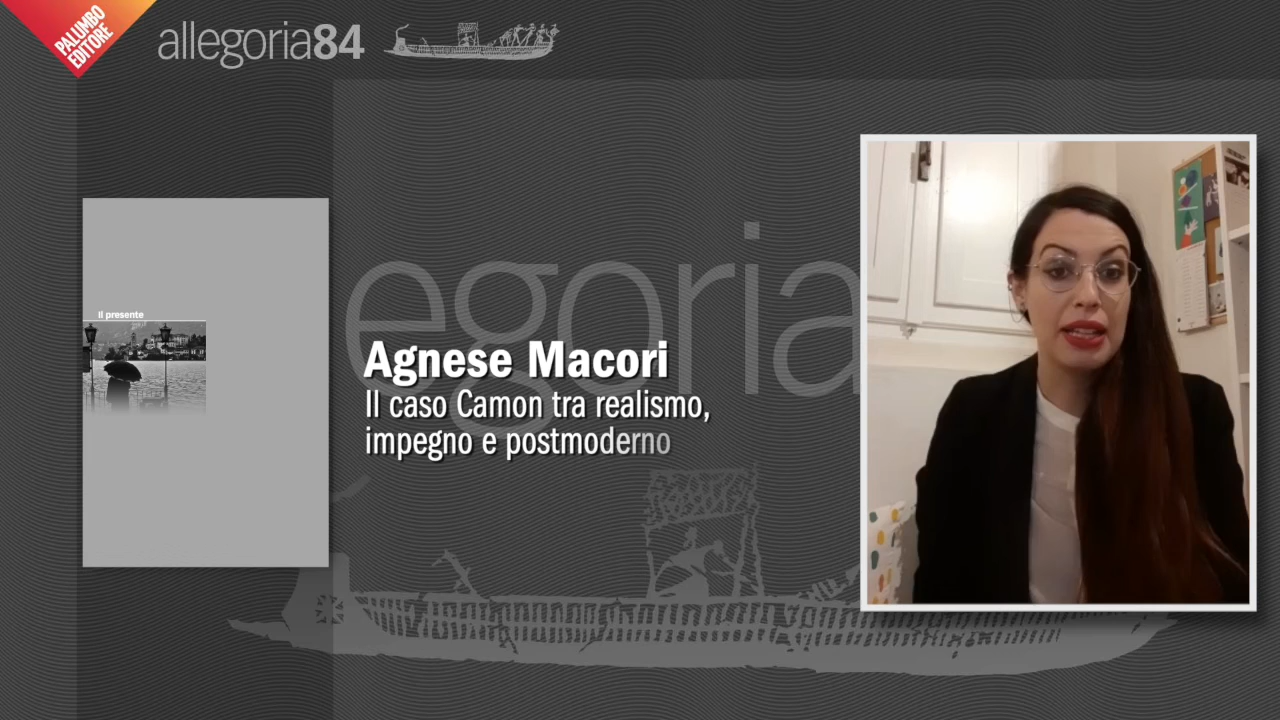 PALUMBO
EDITORE
allegoria84
Il presente
egoria
Agnese Macori
Il caso Camon tra realismo,
impegno e postmoderno